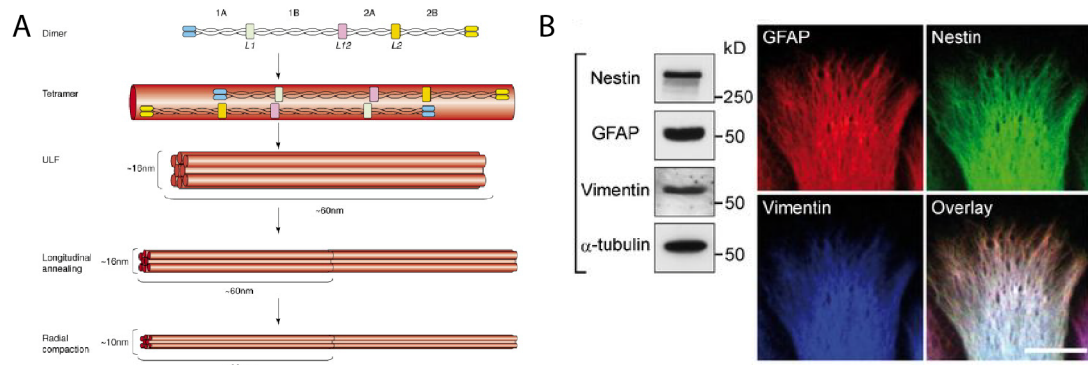 A
Dimer
1A 1B 2A 2B
L1 L12 L2
Tetramer
ULF
~16nm
~60nm
Longitudinal
annealing
~16nm
~60nm
Radial
compaction
~10nm
B
kD
Nestin
250
GFAP
50
Vimentin
50
α-tubulin
50
GFAP
Nestin
Vimentin
Overlay